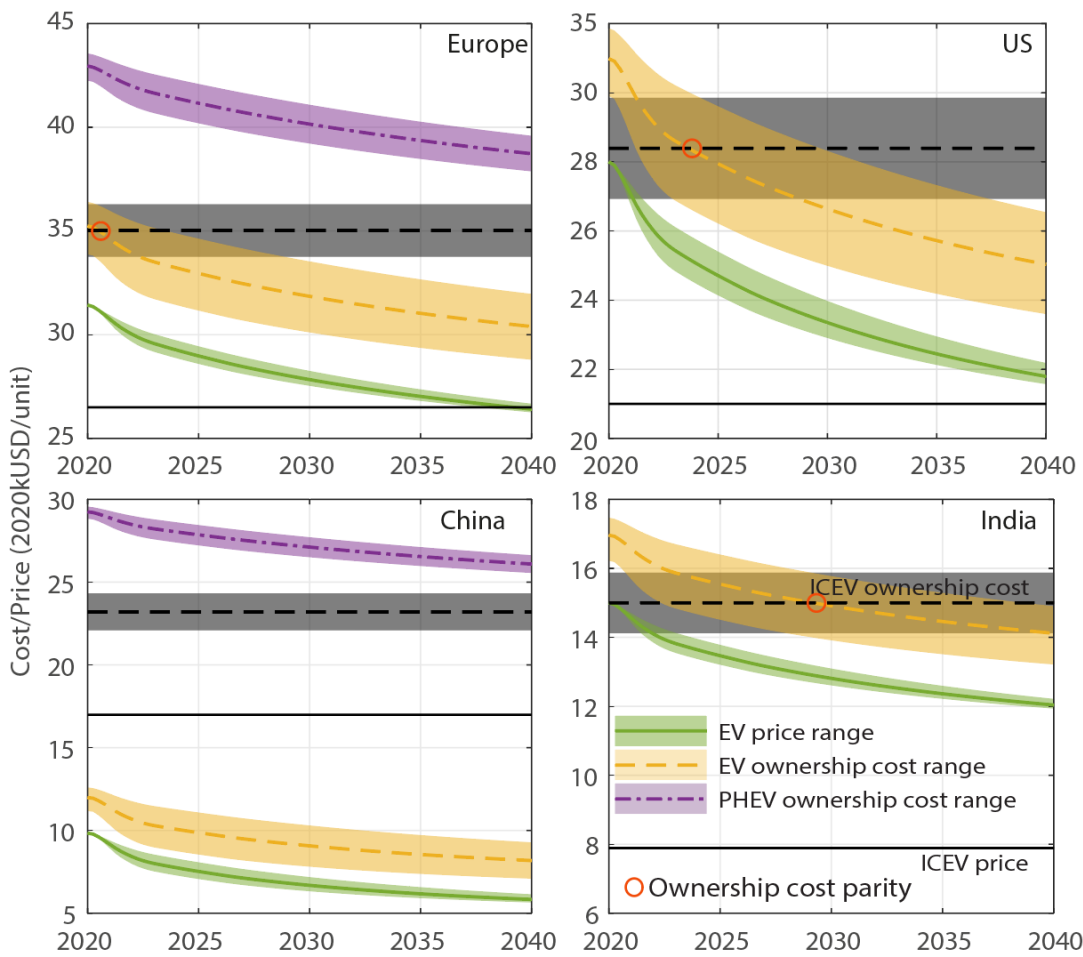 Cost/Price (2020kUSD/unit)
45
40
35
30
25
Europe
2020 2025 2030 2035 2040
35
30
28
26
24
22
20
US
2020 2025 2030 2035 2040
30
25
20
15
10
5
China
2020 2025 2030 2035 2040
18
16
14
12
10
8
6
India
ICEV ownership cost
EV price range
EV ownership cost range
PHEV ownership cost range
ICEV price
Ownership cost parity
2020 2025 2030 2035 2040